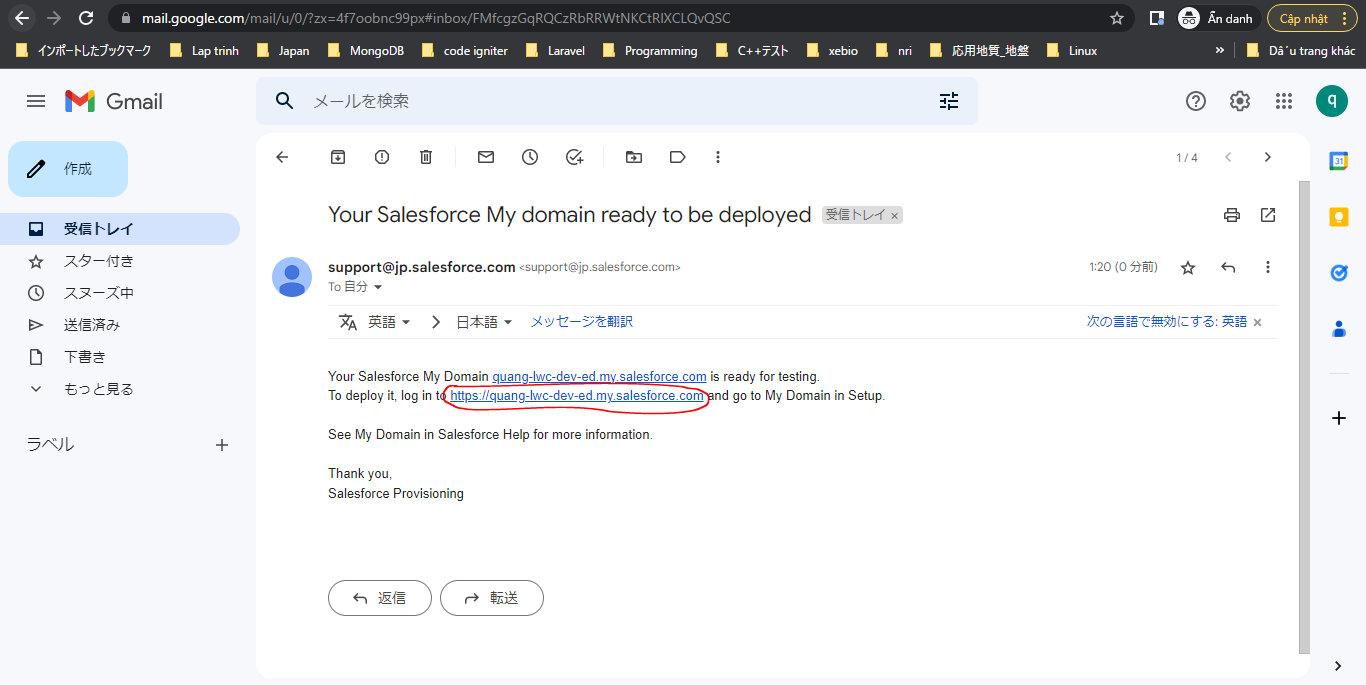 mail.google.com/mail/u/0/?zx=4f7oobnc99px#inbox/FMfcgzGqRQCzRbRRWtNKCtRlXCLQvQSC
Ẩn danh
Cập nhật
インポートしたブックマーク Lap trinh Japan MongoDB code igniter Laravel Programming C++テスト xebio nri 応用地質_地盤 Linux » Dấu trang khác
Gmail
メールを検索
q
作成
1 / 4
31
受信トレイ
スター付き
スヌーズ中
送信済み
下書き
もっと見る
ラベル
Your Salesforce My domain ready to be deployed 受信トレイ ×
support@jp.salesforce.com <support@jp.salesforce.com> 1:20 (0 分前)
To 自分
英語 日本語 メッセージを翻訳 次の言語で無効にする: 英語 ×
Your Salesforce My Domain quang-lwc-dev-ed.my.salesforce.com is ready for testing.
To deploy it, log in to https://quang-lwc-dev-ed.my.salesforce.com and go to My Domain in Setup.
See My Domain in Salesforce Help for more information.
Thank you,
Salesforce Provisioning
返信 転送